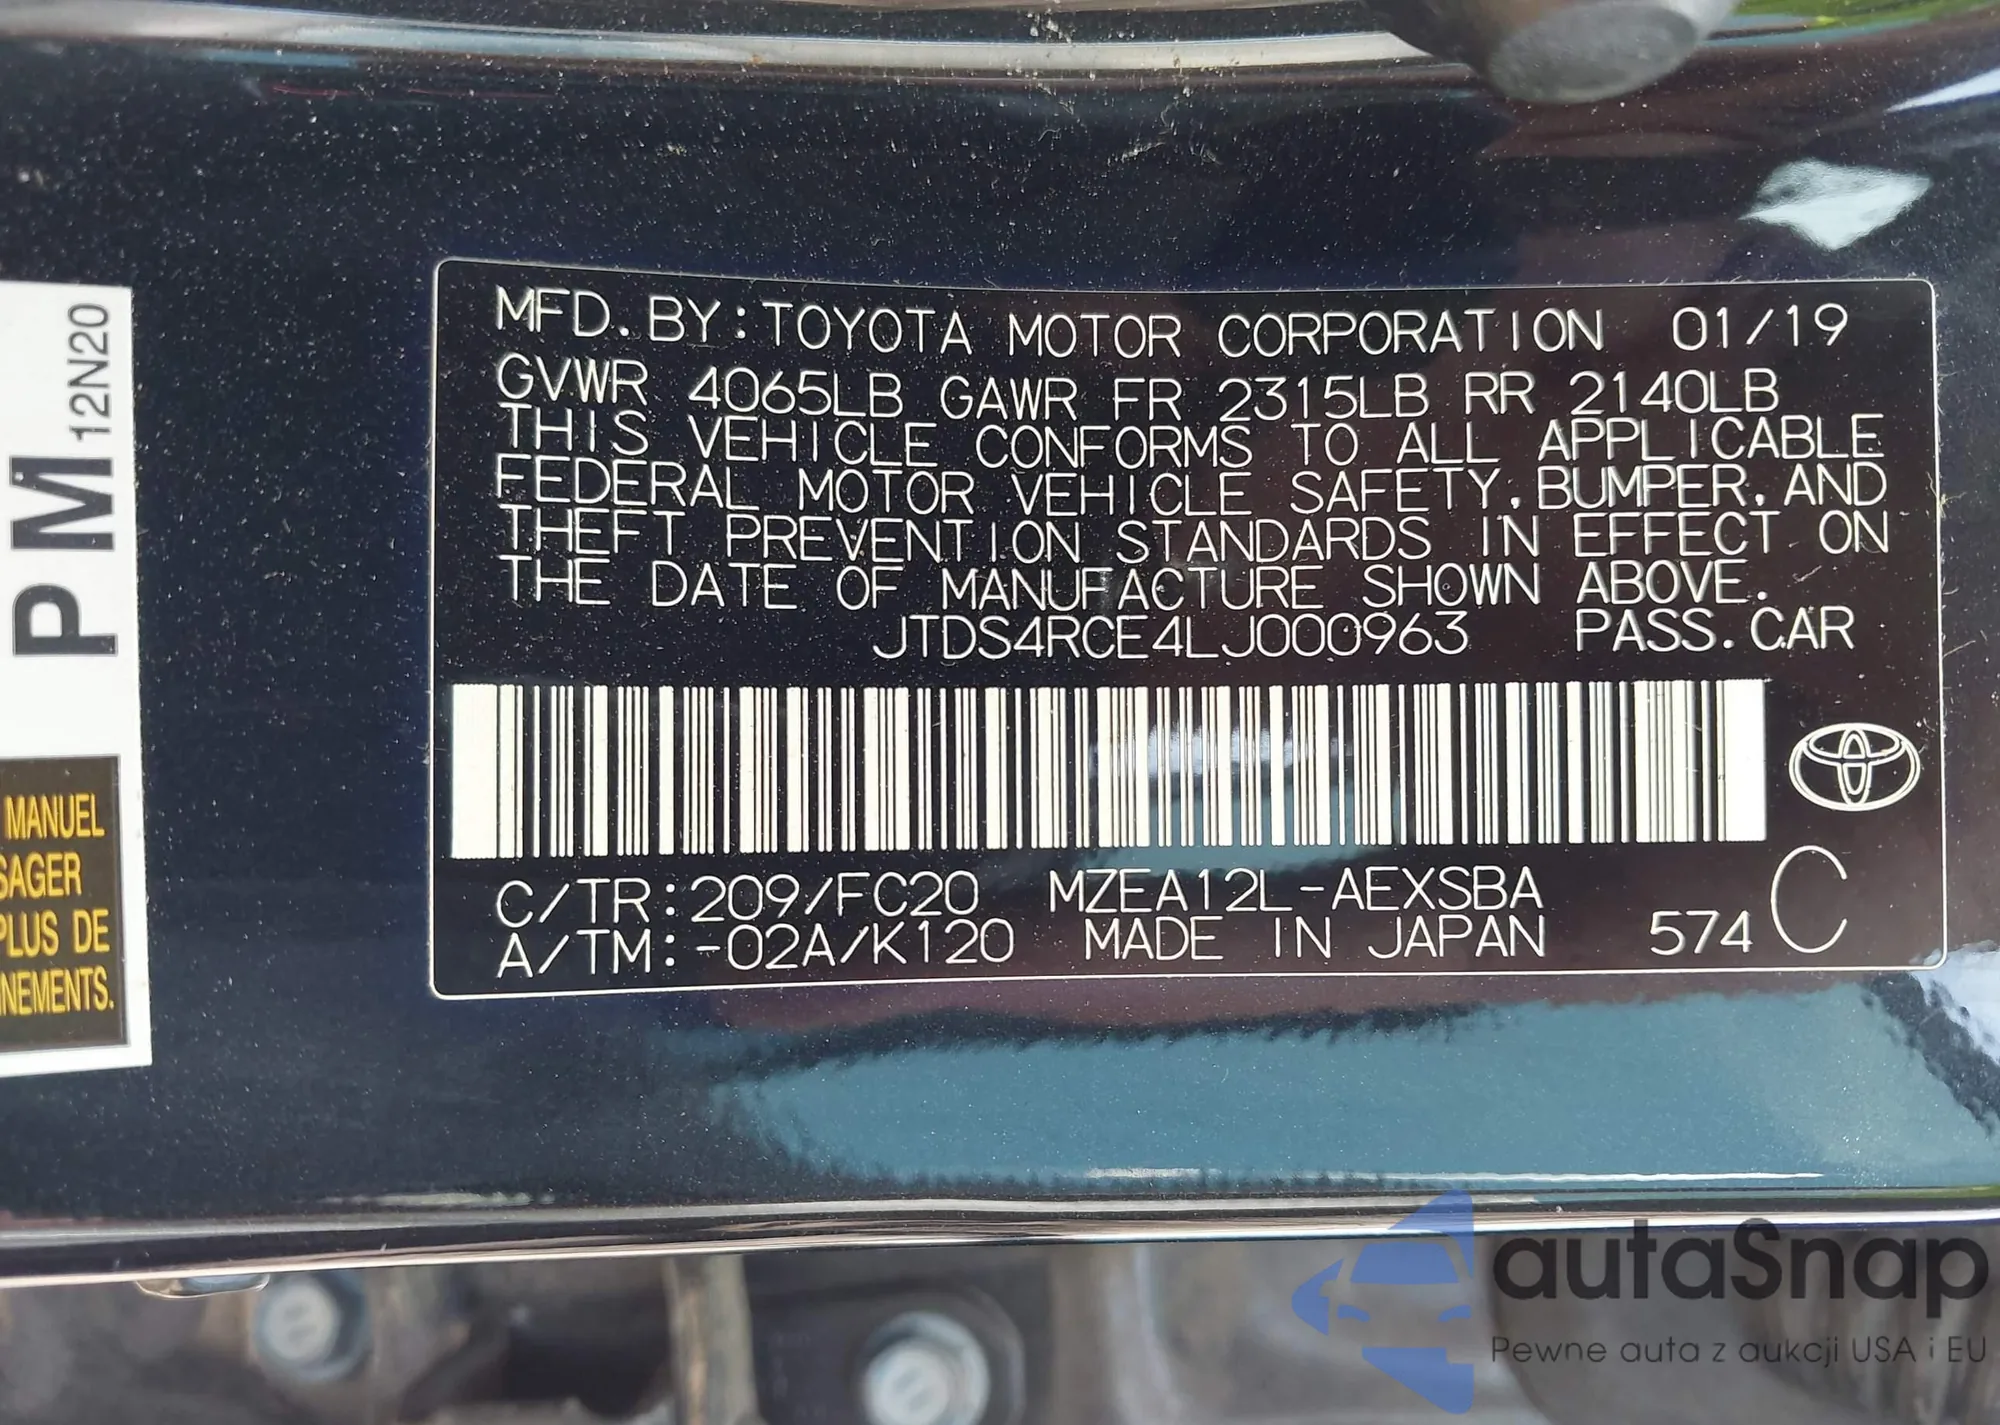 MFD. BY: TOYOTA MOTOR CORPORATION 01/19
GVWR 4065LB GAWR FR 2315LB RR 2140LB
THIS VEHICLE CONFORMS TO ALL APPLICABLE
FEDERAL MOTOR VEHICLE SAFETY, BUMPER, AND
THEFT PREVENTION STANDARDS IN EFFECT ON
THE DATE OF MANUFACTURE SHOWN ABOVE.
JTDS4RCE4LJ000963 PASS. CAR
C/TR: 209/FC20 MZEA12L-AEXSBA
A/TM: -02A/K120 MADE IN JAPAN 574 C
PM 12N20
MANUEL
SAGER
PLUS DE
NEMENTS.
autoSnap
Pewne auta z aukcji USA i EU